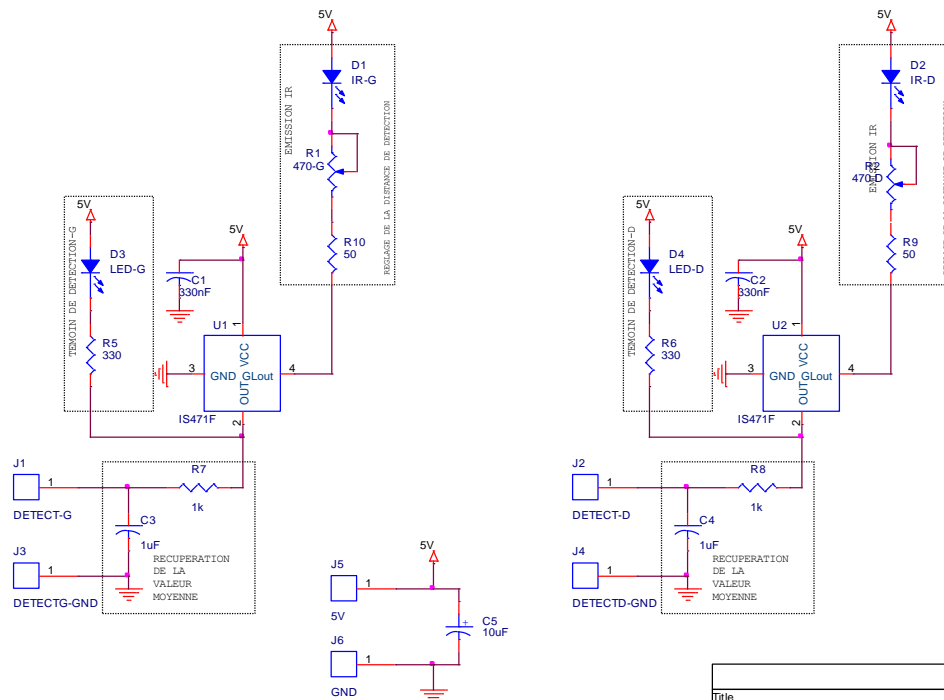 5V
D1
IR-G
EMISSION IR
R1
470-G
REGLAGE DE LA DISTANCE DE DETECTION
R10
50
5V
TEMOIN DE DETECTION-G
D3
LED-G
R5
330
5V
C1
330nF
U1
1
VCC
3
GND
GLout
4
OUT
2
IS471F
J1
1
DETECT-G
R7
1k
C3
1uF
J3
1
DETECTG-GND
RECUPERATION
DE LA
VALEUR
MOYENNE
5V
J5
1
5V
C5
+
10uF
J6
1
GND
5V
D2
IR-D
EMISSION IR
R2
470-D
R9
50
5V
TEMOIN DE DETECTION-D
D4
LED-D
R6
330
5V
C2
330nF
U2
1
VCC
3
GND
GLout
4
OUT
2
IS471F
J2
1
DETECT-D
R8
1k
C4
1uF
J4
1
DETECTD-GND
RECUPERATION
DE LA
VALEUR
MOYENNE
Title